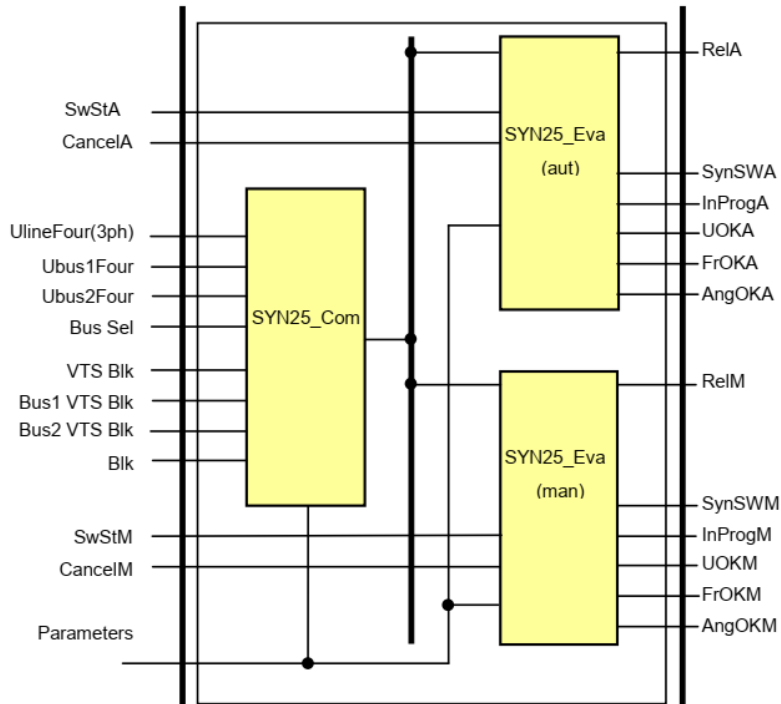 RelA
SwStA
CancelA
SYN25_Eva
(aut)
SynSWA
InProgA
UOKA
FrOKA
AngOKA
UlineFour(3ph)
Ubus1Four
Ubus2Four
Bus Sel
SYN25_Com
VTS Blk
Bus1 VTS Blk
Bus2 VTS Blk
Blk
RelM
SYN25_Eva
(man)
SynSWM
InProgM
UOKM
FrOKM
AngOKM
SwStM
CancelM
Parameters